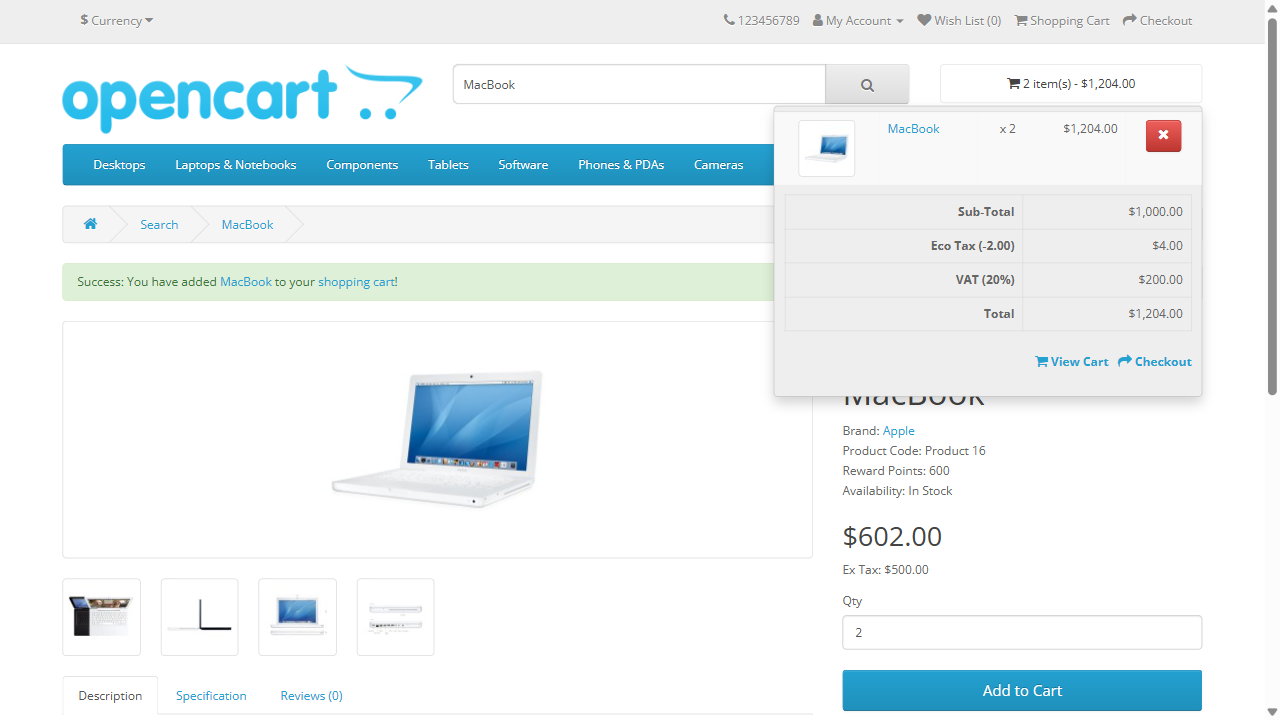 $ Currency
123456789 My Account Wish List (0) Shopping Cart Checkout
opencart
MacBook
2 item(s) - $1,204.00
MacBook x 2 $1,204.00
Sub-Total $1,000.00
Eco Tax (-2.00) $4.00
VAT (20%) $200.00
Total $1,204.00
View Cart Checkout
Desktops Laptops & Notebooks Components Tablets Software Phones & PDAs Cameras
Search MacBook
Success: You have added MacBook to your shopping cart!
MacBook
Brand: Apple
Product Code: Product 16
Reward Points: 600
Availability: In Stock
$602.00
Ex Tax: $500.00
Qty
2
Add to Cart
Description Specification Reviews (0)